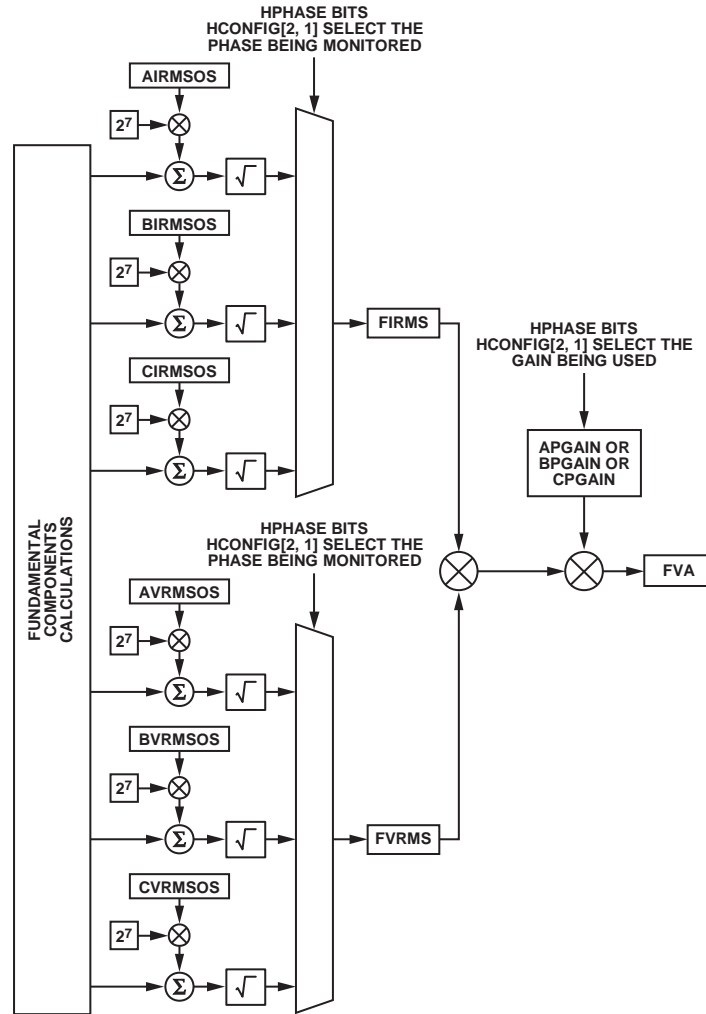 HPHASE BITS
HCONFIG[2, 1] SELECT THE
PHASE BEING MONITORED
AIRMSOS
2⁷
Σ
√
BIRMSOS
2⁷
Σ
√
CIRMSOS
2⁷
Σ
√
FIRMS
HPHASE BITS
HCONFIG[2, 1] SELECT THE
GAIN BEING USED
APGAIN OR
BPGAIN OR
CPGAIN
FUNDAMENTAL
COMPONENTS
CALCULATIONS
HPHASE BITS
HCONFIG[2, 1] SELECT THE
PHASE BEING MONITORED
FVA
AVRMSOS
2⁷
Σ
√
BVRMSOS
2⁷
Σ
√
FVRMS
CVRMSOS
2⁷
Σ
√